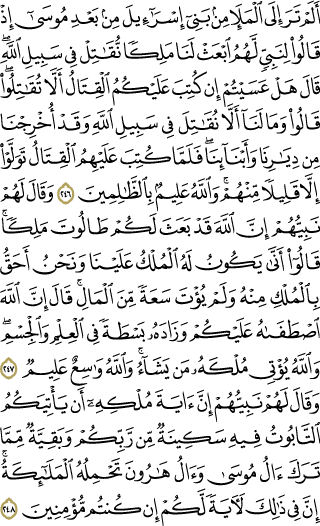 أَلَمْ تَرَ إِلَى ٱلْمَلَإِ مِنۢ بَنِىٓ إِسْرَٰٓءِيلَ مِنۢ بَعْدِ مُوسَىٰٓ إِذْ
قَالُوا۟ لِنَبِىٍّ لَّهُمُ ٱبْعَثْ لَنَا مَلِكًا نُّقَٰتِلْ فِى سَبِيلِ ٱللَّهِ ۖ
قَالَ هَلْ عَسَيْتُمْ إِن كُتِبَ عَلَيْكُمُ ٱلْقِتَالُ أَلَّا تُقَٰتِلُوا۟ ۖ
قَالُوا۟ وَمَا لَنَآ أَلَّا نُقَٰتِلَ فِى سَبِيلِ ٱللَّهِ وَقَدْ أُخْرِجْنَا
مِن دِيَٰرِنَا وَأَبْنَآئِنَا ۖ فَلَمَّا كُتِبَ عَلَيْهِمُ ٱلْقِتَالُ تَوَلَّوْا۟
إِلَّا قَلِيلًا مِّنْهُمْ ۗ وَٱللَّهُ عَلِيمٌۢ بِٱلظَّٰلِمِينَ ٢٤٦ وَقَالَ لَهُمْ
نَبِيُّهُمْ إِنَّ ٱللَّهَ قَدْ بَعَثَ لَكُمْ طَالُوتَ مَلِكًا ۚ
قَالُوٓا۟ أَنَّىٰ يَكُونُ لَهُ ٱلْمُلْكُ عَلَيْنَا وَنَحْنُ أَحَقُّ
بِٱلْمُلْكِ مِنْهُ وَلَمْ يُؤْتَ سَعَةً مِّنَ ٱلْمَالِ ۚ قَالَ إِنَّ ٱللَّهَ
ٱصْطَفَىٰهُ عَلَيْكُمْ وَزَادَهُۥ بَسْطَةً فِى ٱلْعِلْمِ وَٱلْجِسْمِ ۖ
وَٱللَّهُ يُؤْتِى مُلْكَهُۥ مَن يَشَآءُ ۚ وَٱللَّهُ وَٰسِعٌ عَلِيمٌ ٢٤٧
وَقَالَ لَهُمْ نَبِيُّهُمْ إِنَّ ءَايَةَ مُلْكِهِۦٓ أَن يَأْتِيَكُمُ
ٱلتَّابُوتُ فِيهِ سَكِينَةٌ مِّن رَّبِّكُمْ وَبَقِيَّةٌ مِّمَّا
تَرَكَ ءَالُ مُوسَىٰ وَءَالُ هَٰرُونَ تَحْمِلُهُ ٱلْمَلَٰٓئِكَةُ ۚ
إِنَّ فِى ذَٰلِكَ لَءَايَةً لَّكُمْ إِن كُنتُم مُّؤْمِنِينَ ٢٤٨